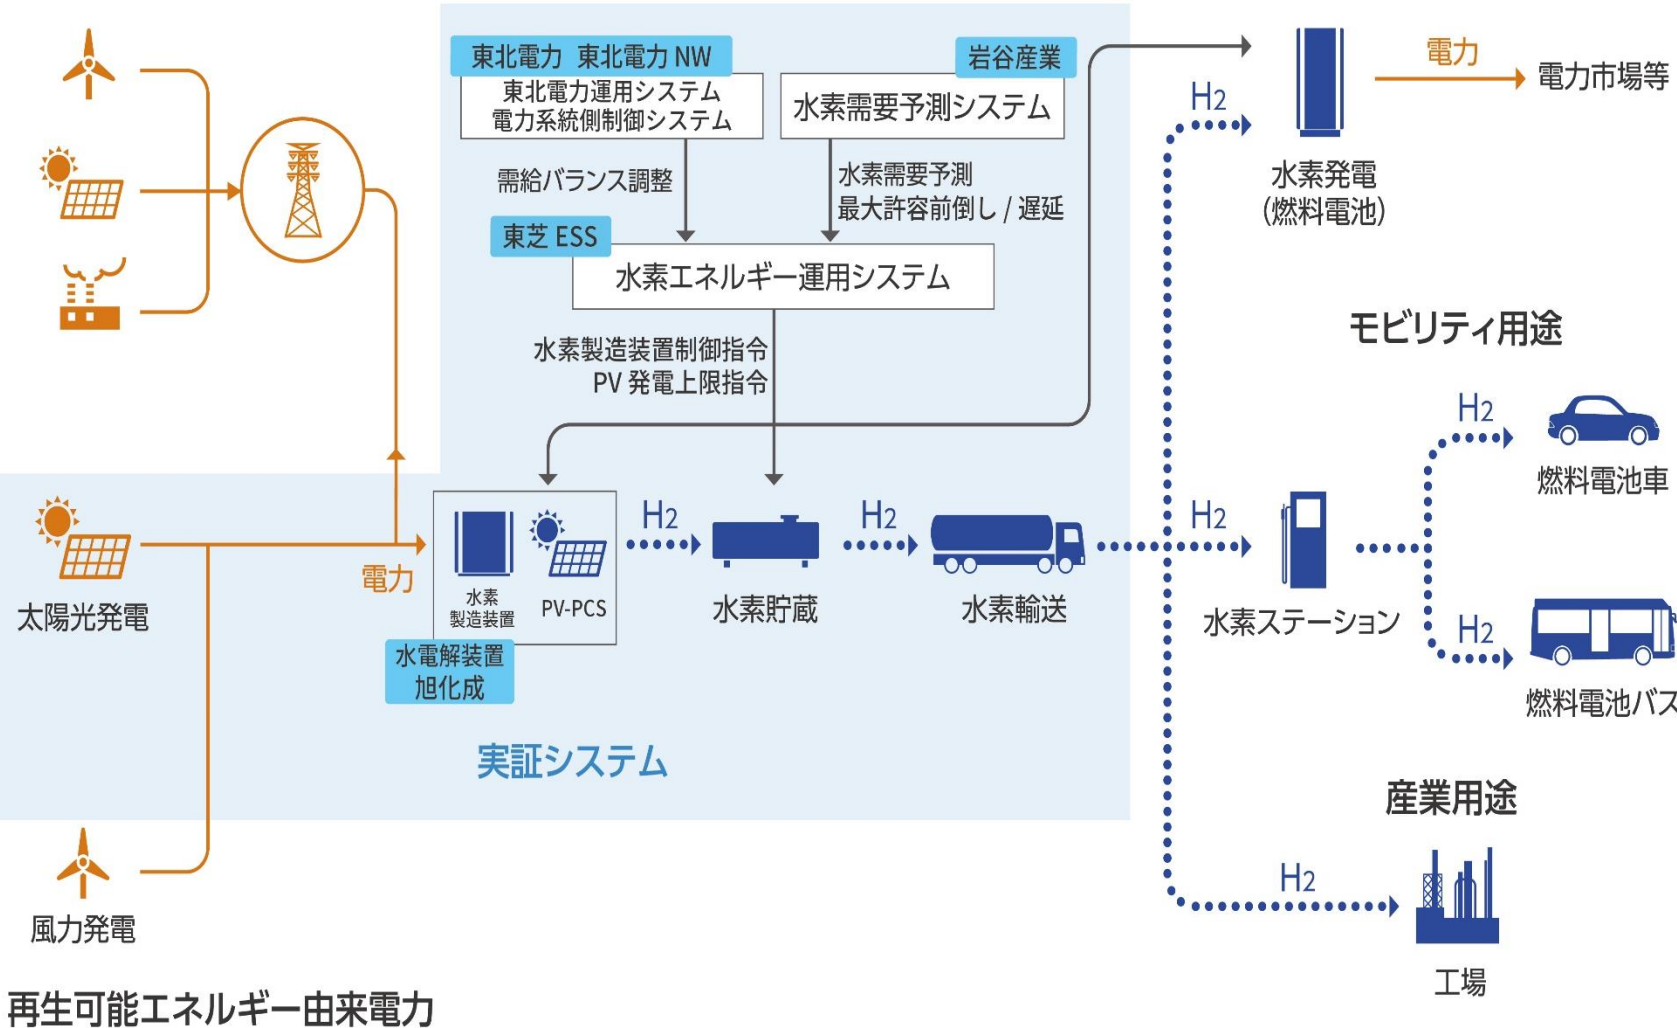 東北電力 東北電力 NW
東北電力運用システム
電力系統側制御システム
岩谷産業
水素需要予測システム
需給バランス調整
水素需要予測
最大許容前倒し / 遅延
東芝 ESS
水素エネルギー運用システム
水素製造装置制御指令
PV 発電上限指令
太陽光発電
電力
水素
製造装置
PV-PCS
水電解装置
旭化成
H2
水素貯蔵
H2
水素輸送
実証システム
風力発電
再生可能エネルギー由来電力
H2
水素発電
(燃料電池)
電力
電力市場等
モビリティ用途
H2
水素ステーション
H2
燃料電池車
H2
燃料電池バス
産業用途
H2
工場